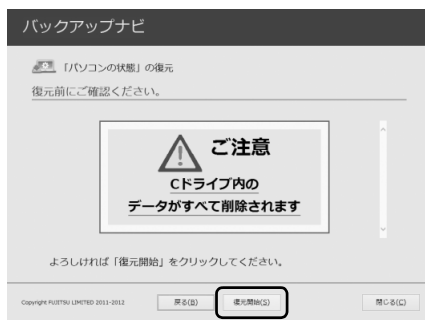 バックアップナビ
「パソコンの状態」の復元
復元前にご確認ください。
ご注意
Cドライブ内の
データがすべて削除されます
よろしければ「復元開始」をクリックしてください。
Copyright FUJITSU LIMITED 2011-2012
戻る(B)
復元開始(S)
閉じる(C)